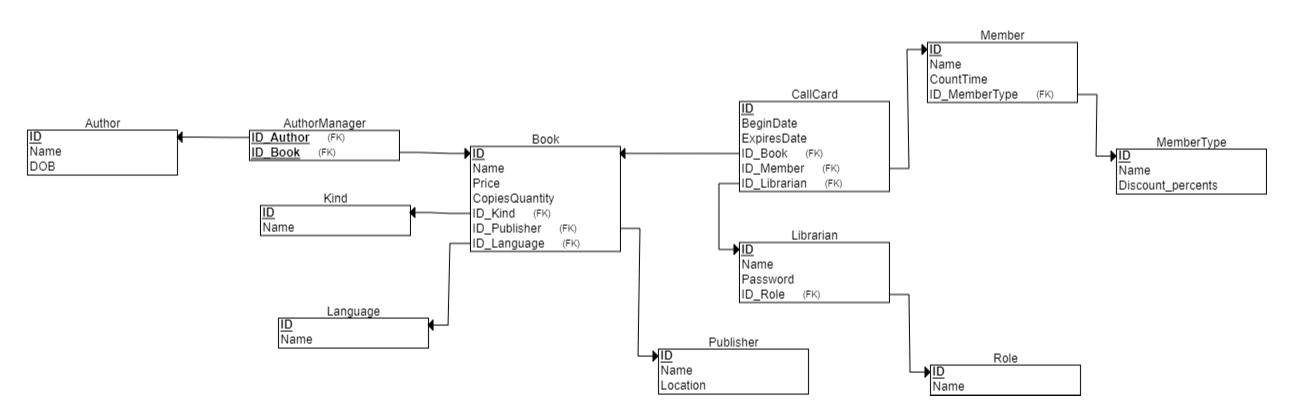 Author
ID
Name
DOB
AuthorManager
ID_Author (FK)
ID_Book (FK)
Kind
ID
Name
Language
ID
Name
Book
ID
Name
Price
CopiesQuantity
ID_Kind (FK)
ID_Publisher (FK)
ID_Language (FK)
Publisher
ID
Name
Location
CallCard
ID
BeginDate
ExpiresDate
ID_Book (FK)
ID_Member (FK)
ID_Librarian (FK)
Librarian
ID
Name
Password
ID_Role (FK)
Member
ID
Name
CountTime
ID_MemberType (FK)
MemberType
ID
Name
Discount_percents
Role
ID
Name